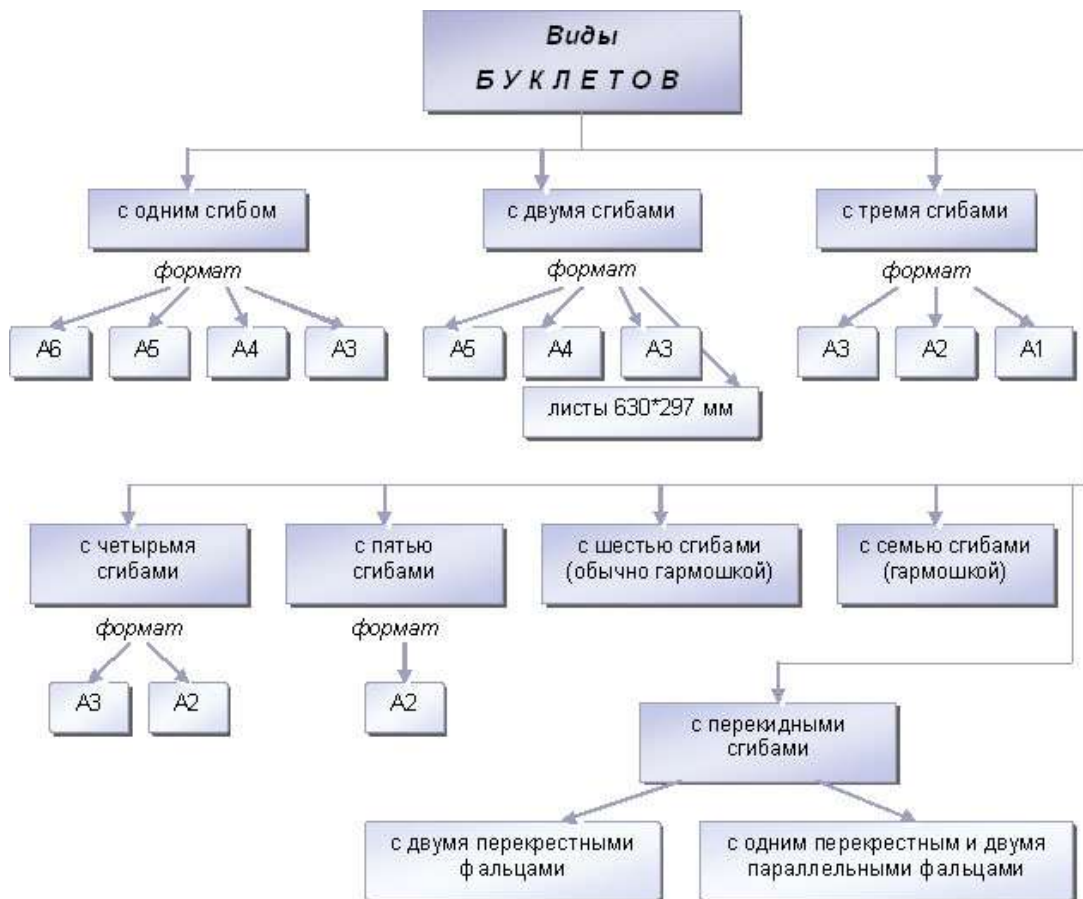 Виды
БУКЛЕТОВ
с одним сгибом
с двумя сгибами
с тремя сгибами
формат
формат
формат
А6
А5
А4
А3
А5
А4
А3
А3
А2
А1
листы 630*297 мм
с четырьмя
сгибами
с пятью
сгибами
с шестью сгибами
(обычно гармошкой)
с семью сгибами
(гармошкой)
формат
формат
А3
А2
А2
с перекидными
сгибами
с двумя перекрестными
фальцами
с одним перекрестным и двумя
параллельными фальцами